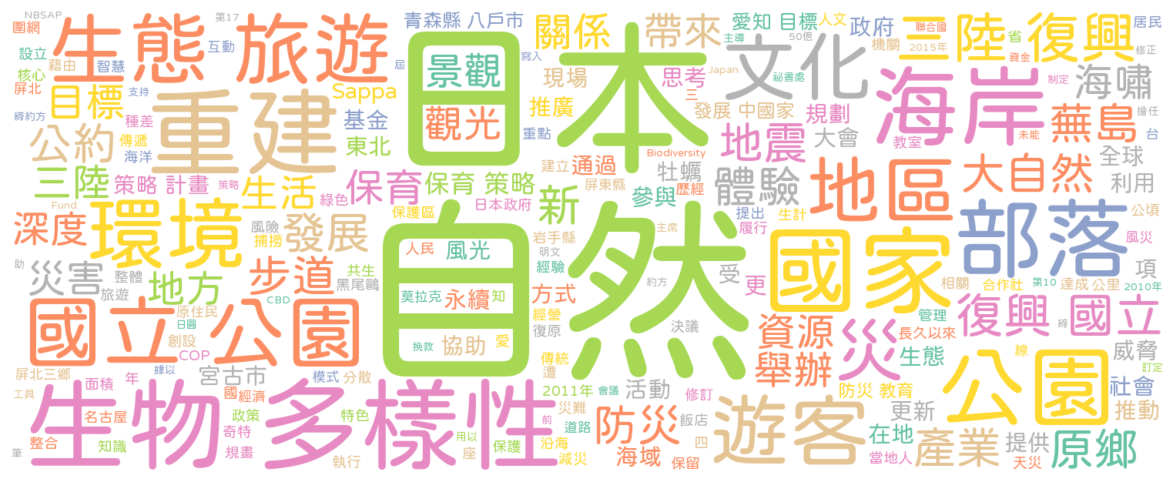 NBSAP
第17
圍網
生態 旅遊
互動
設立
藉由
智慧
核心
屏北
支持
目標
締約方
種差
傳遞
海洋
重建
公約
青森縣 八戶市
屆
關係
帶來
寫入
景觀
觀光
日本
現場
推廣
思考
Sappa
基金
東北
重點
愛知 目標
人文
政府
主導
50億
機關
聯合國
2015年
三陸 復興
省
資金
居民
修正
文化
祕書處
Japan
三
發展 中國家
規劃
海岸
海嘯
制定
擔任
教室
未能
蕪島
台
地震
大會
全球
三陸
策略 計畫
策略
生活
保育
保育 策略
綠色
保護區
日本政府
建立
通過
Biodiversity
牡蠣
屏東縣
歷經
參與
新
體驗
地區
大自然
利用
提出
生計
履行
公頃
風災
Fund
深度
環境
風險
捕撈
發展
自然
人民
風光
莫拉克
永續
知
挽救
協助
愛
岩手縣
明文
經驗
主席
受
更
國家
部落
助
災害
整體
旅遊
地方
步道
共生
黑尾鷗
CBD
方式
經營
復原
約方
項
相關
合作社
第10
達成
公里
2010年
決議
管理
長久以來
復興 國立
締
國立公園
原住民
日圓
創設
COP
宮古市
傳統
遭
資源
舉辦
災
生態
線
威脅
訂定
屏北三鄉
面積
年
據以
國
經濟
模式
分散
2011年
會議
活動
修訂
防災 教育
公園
社會
工具
生物 多樣性
名古屋
政策
特色
前
災難
道路
防災
飯店
遊客
更新
推動
整合
知識
奇特
規畫
用以
座
保護
沿海
四
在地
產業
提供
原鄉
筆
執行
減災
海域
保留
當地人
天災